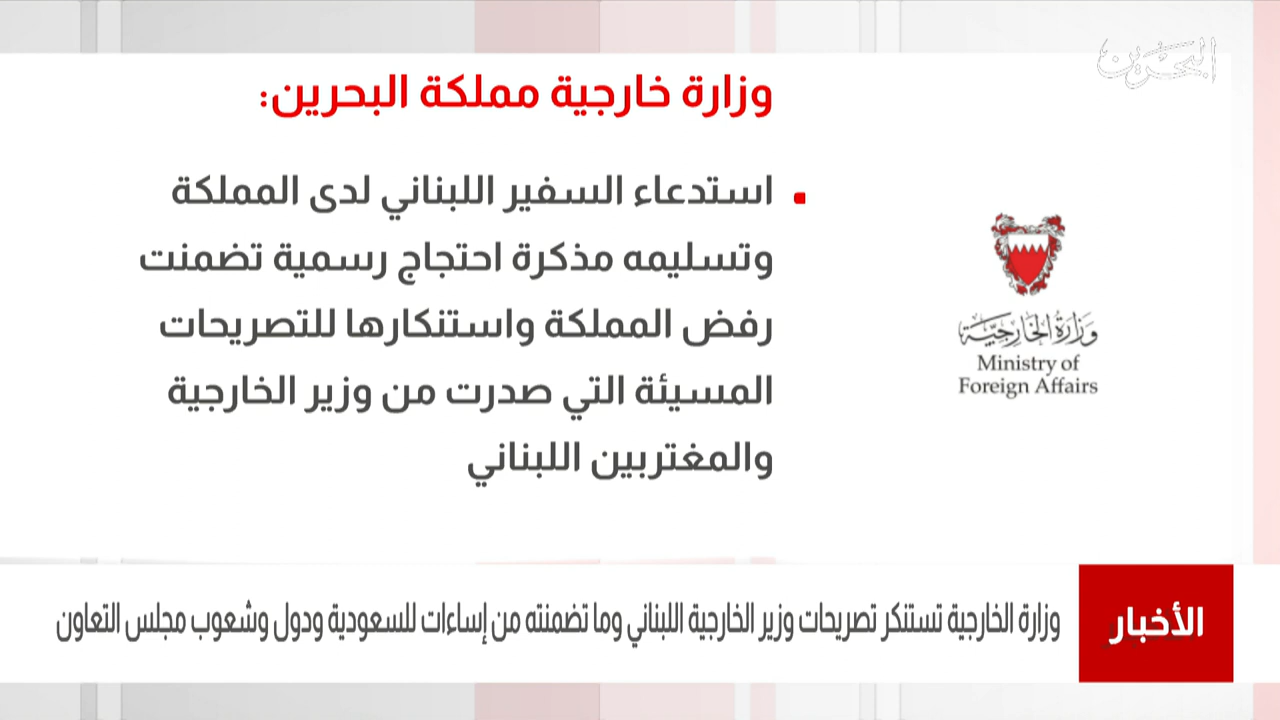 البحرين
وزارة خارجية مملكة البحرين:
استدعاء السفير اللبناني لدى المملكة
وتسليمه مذكرة احتجاج رسمية تضمنت
رفض المملكة واستنكارها للتصريحات
المسيئة التي صدرت من وزير الخارجية
والمغتربين اللبناني
وزارة الخارجية
Ministry of
Foreign Affairs
الأخبار
وزارة الخارجية تستنكر تصريحات وزير الخارجية اللبناني وما تضمنته من إساءات للسعودية ودول وشعوب مجلس التعاون